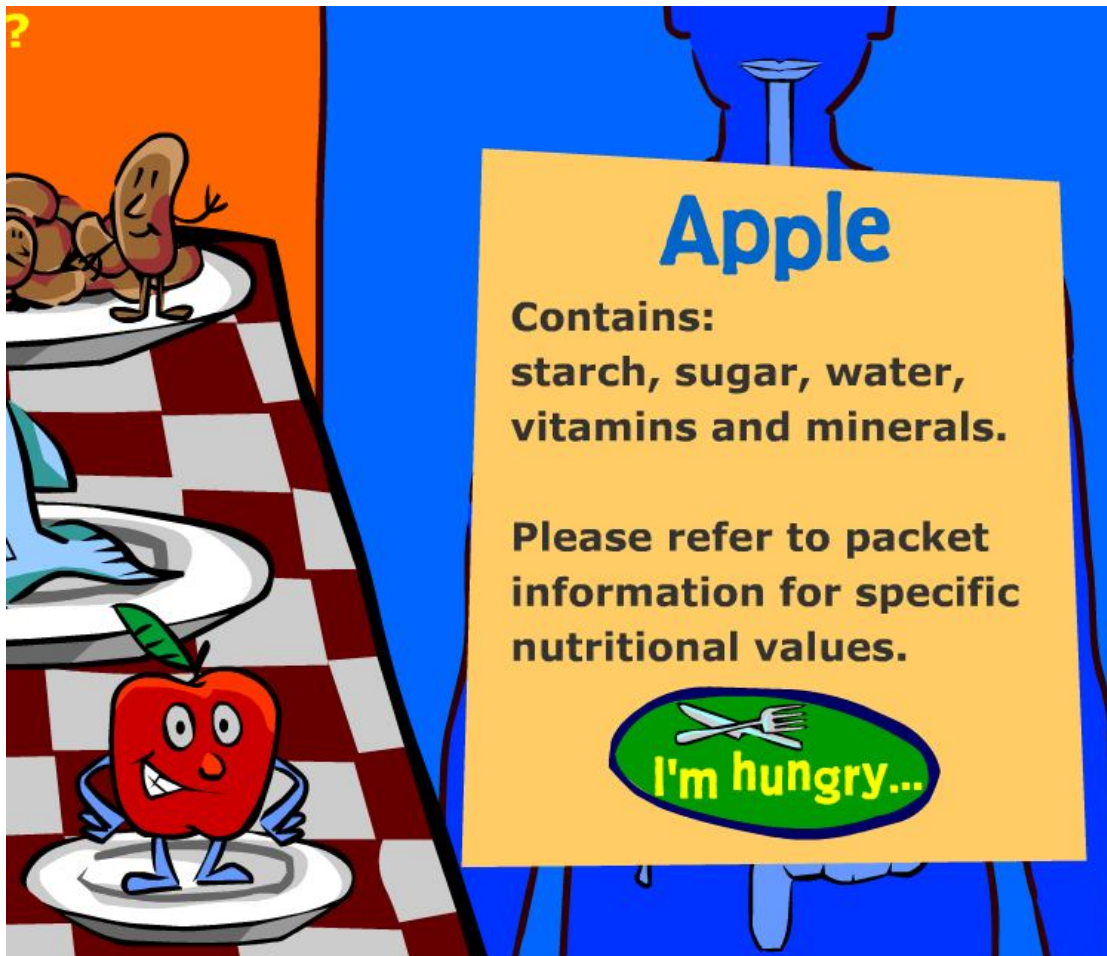 ?
Apple
Contains:
starch, sugar, water,
vitamins and minerals.
Please refer to packet
information for specific
nutritional values.
I'm hungry...